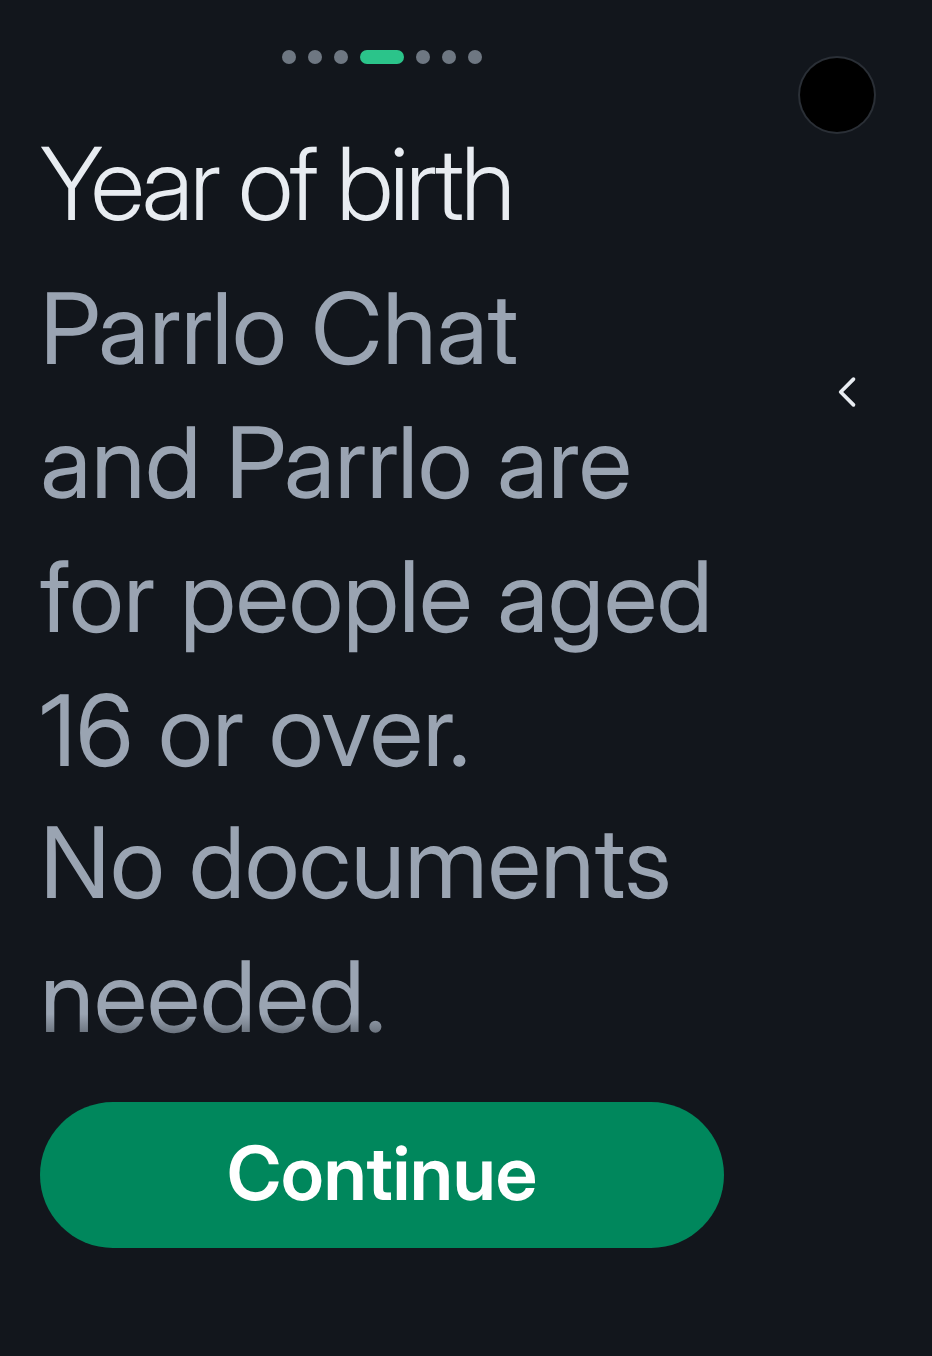 Year of birth
Parrlo Chat
and Parrlo are
for people aged
16 or over.
No documents
needed.
Continue